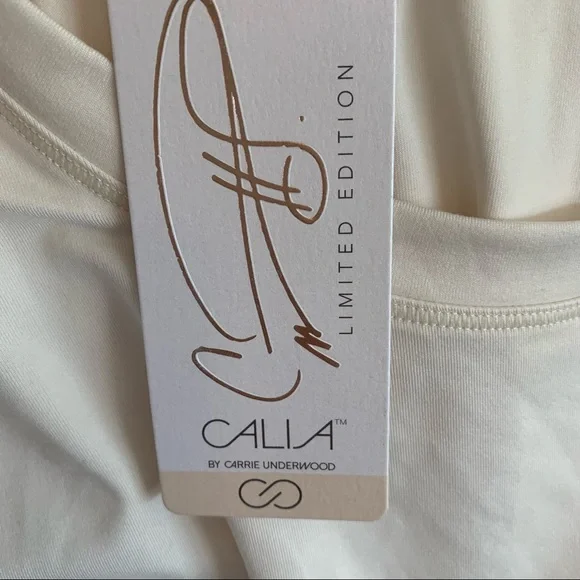 LIMITED EDITION
CALIA™
BY CARRIE UNDERWOOD